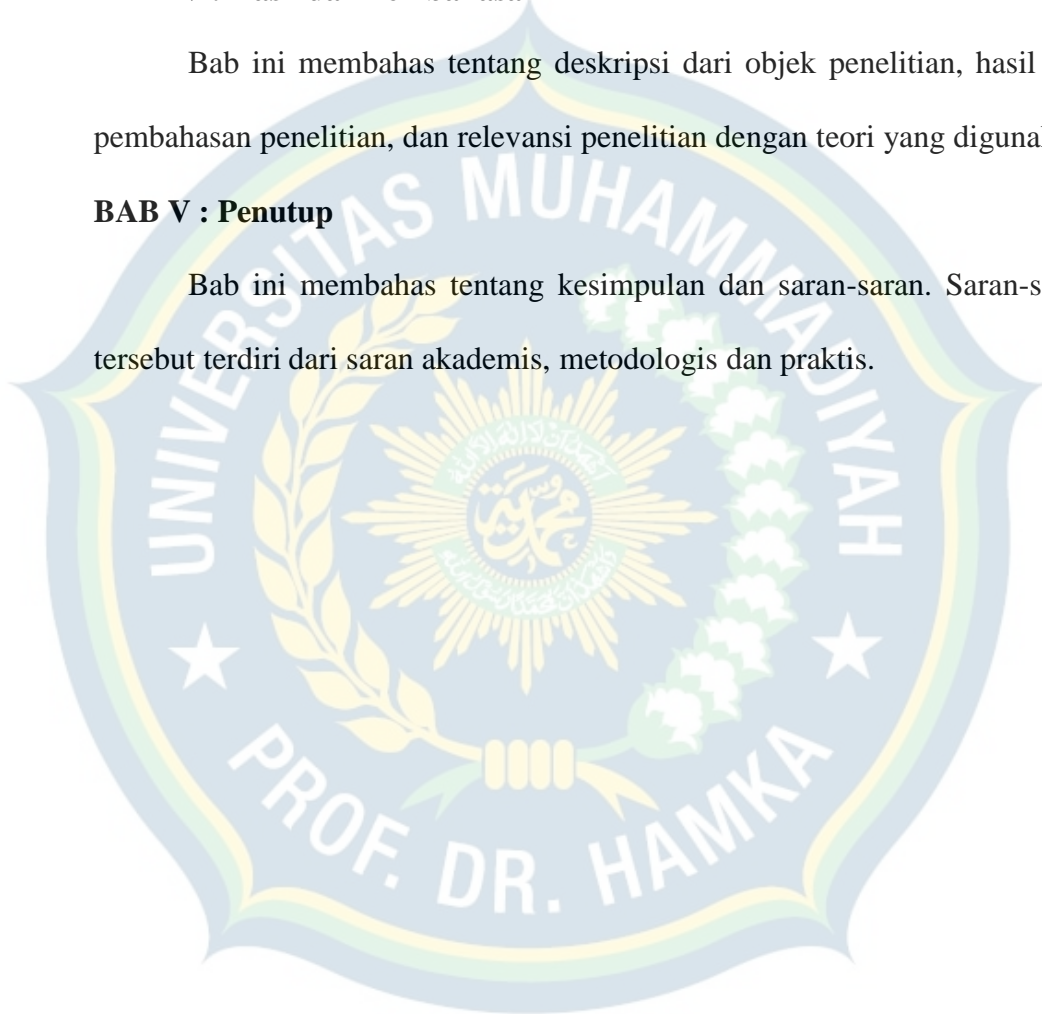 Bab ini membahas tentang deskripsi dari objek penelitian, hasil
pembahasan penelitian, dan relevansi penelitian dengan teori yang
BAB V : Penutup
Bab ini membahas tentang kesimpulan dan saran-saran.
tersebut terdiri dari saran akademis, metodologis dan praktis.
UNIVERSITAS MUHAMMADIYAH
PROF. DR. HAMKA